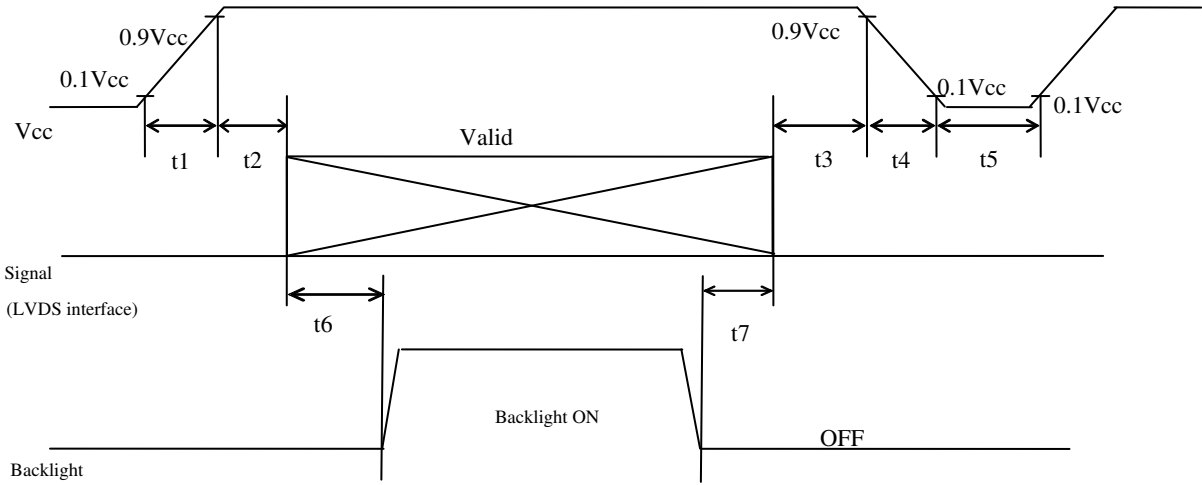 0.9Vcc
0.9Vcc
0.1Vcc
0.1Vcc
0.1Vcc
Vcc
Valid
t1
t2
t3
t4
t5
Signal
(LVDS interface)
t6
t7
Backlight ON
OFF
Backlight